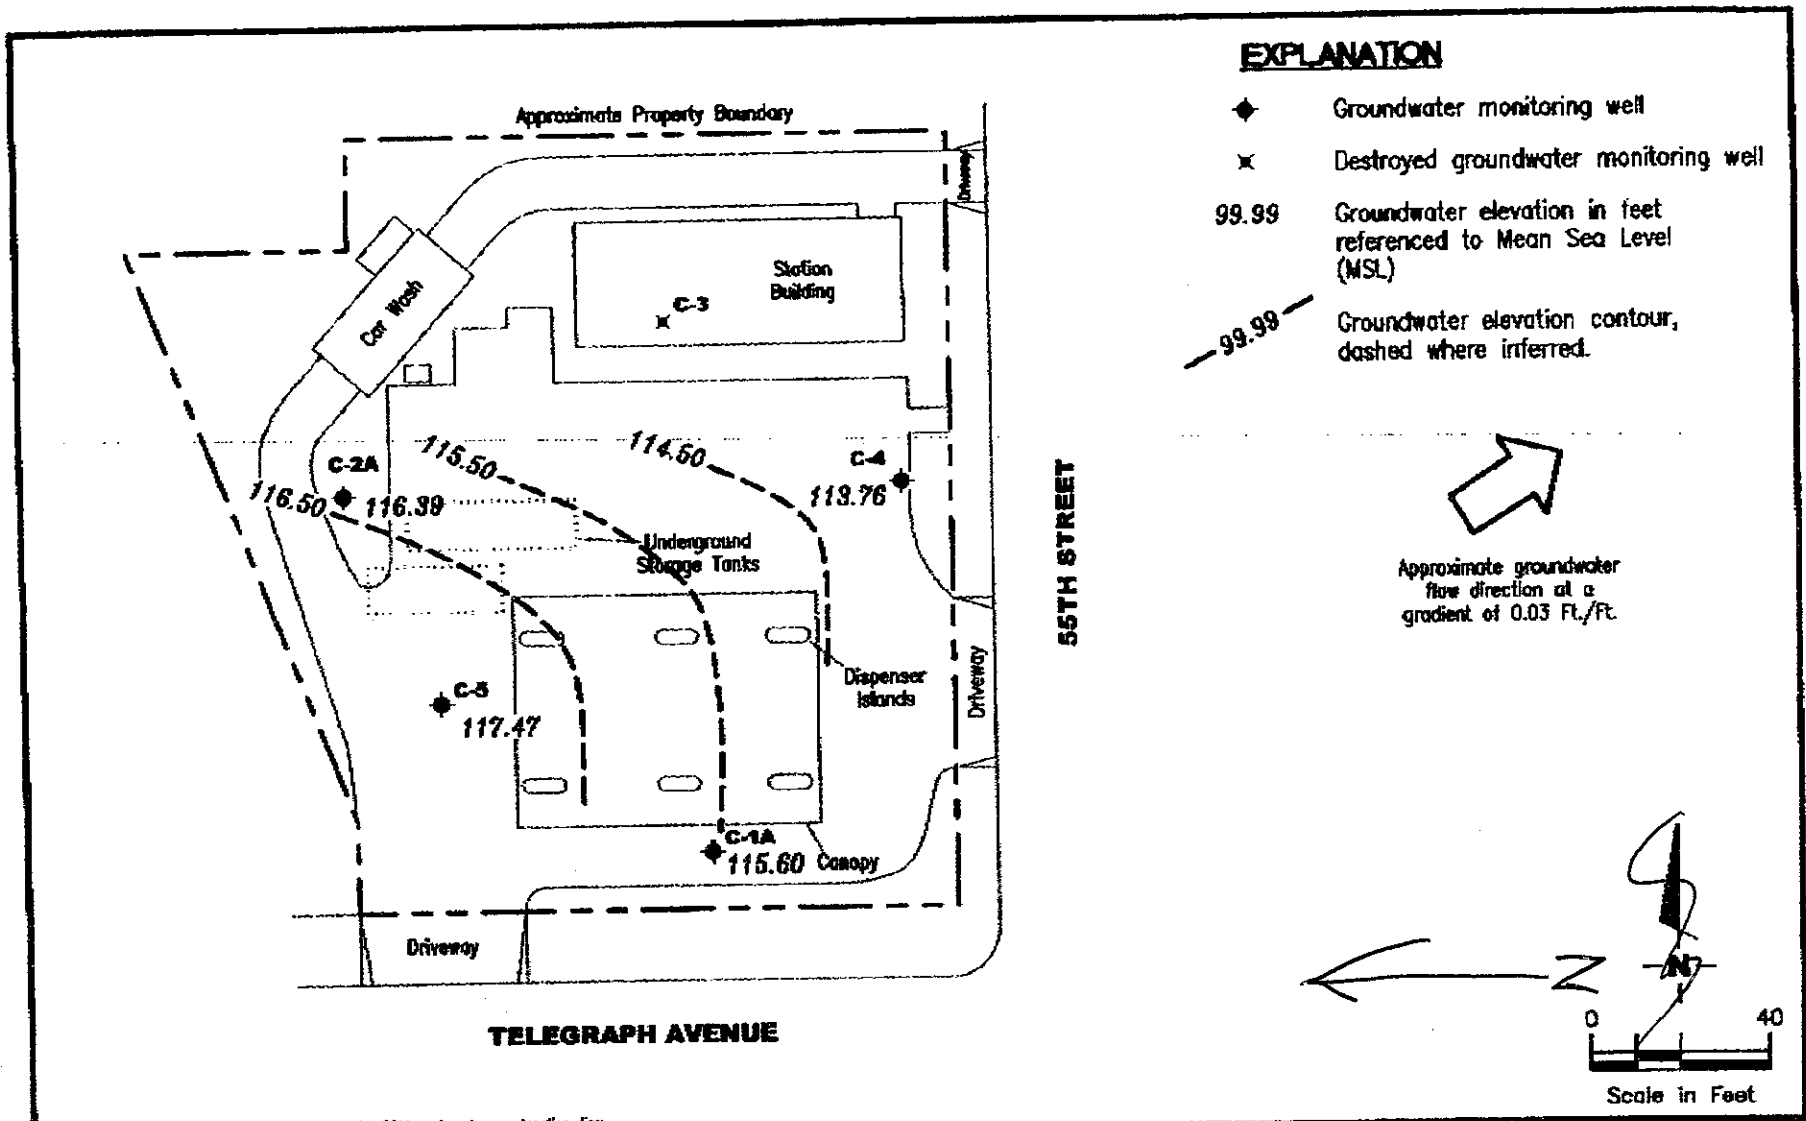 EXPLANATION
Groundwater monitoring well
Destroyed groundwater monitoring well
99.99
Groundwater elevation in feet
referenced to Mean Sea Level
(MSL)
99.99
Groundwater elevation contour,
dashed where inferred.
Approximate Property Boundary
Driveway
Station
Building
C-3
Car Wash
115.50
114.50
C-2A
116.50
116.39
C-4
113.76
Underground
Storage Tanks
55TH STREET
Approximate groundwater
flow direction at a
gradient of 0.03 Ft./Ft.
C-5
117.47
Dispenser
Islands
Driveway
C-1A
115.60
Canopy
Driveway
TELEGRAPH AVENUE
N
N
0 40
Scale in Feet